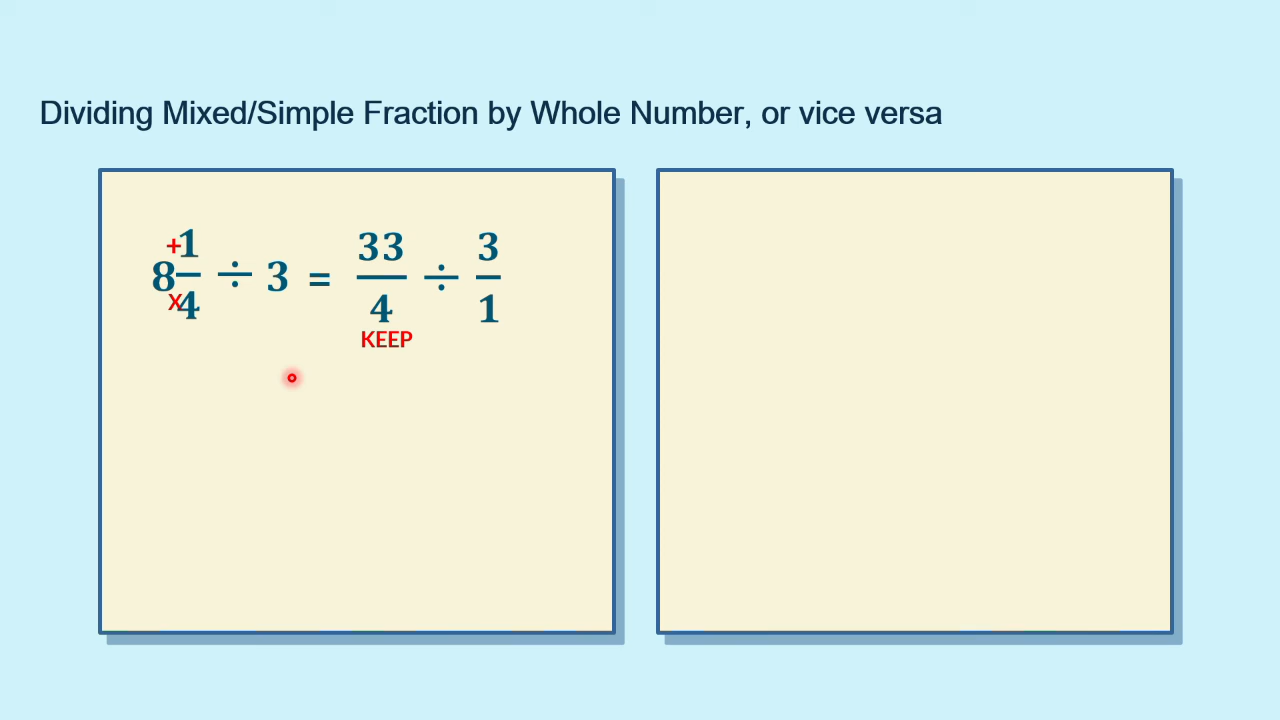 Dividing Mixed/Simple Fraction by Whole Number, or vice versa
+1 33 3
8 ÷ 3 = ÷
x4 4 1
KEEP